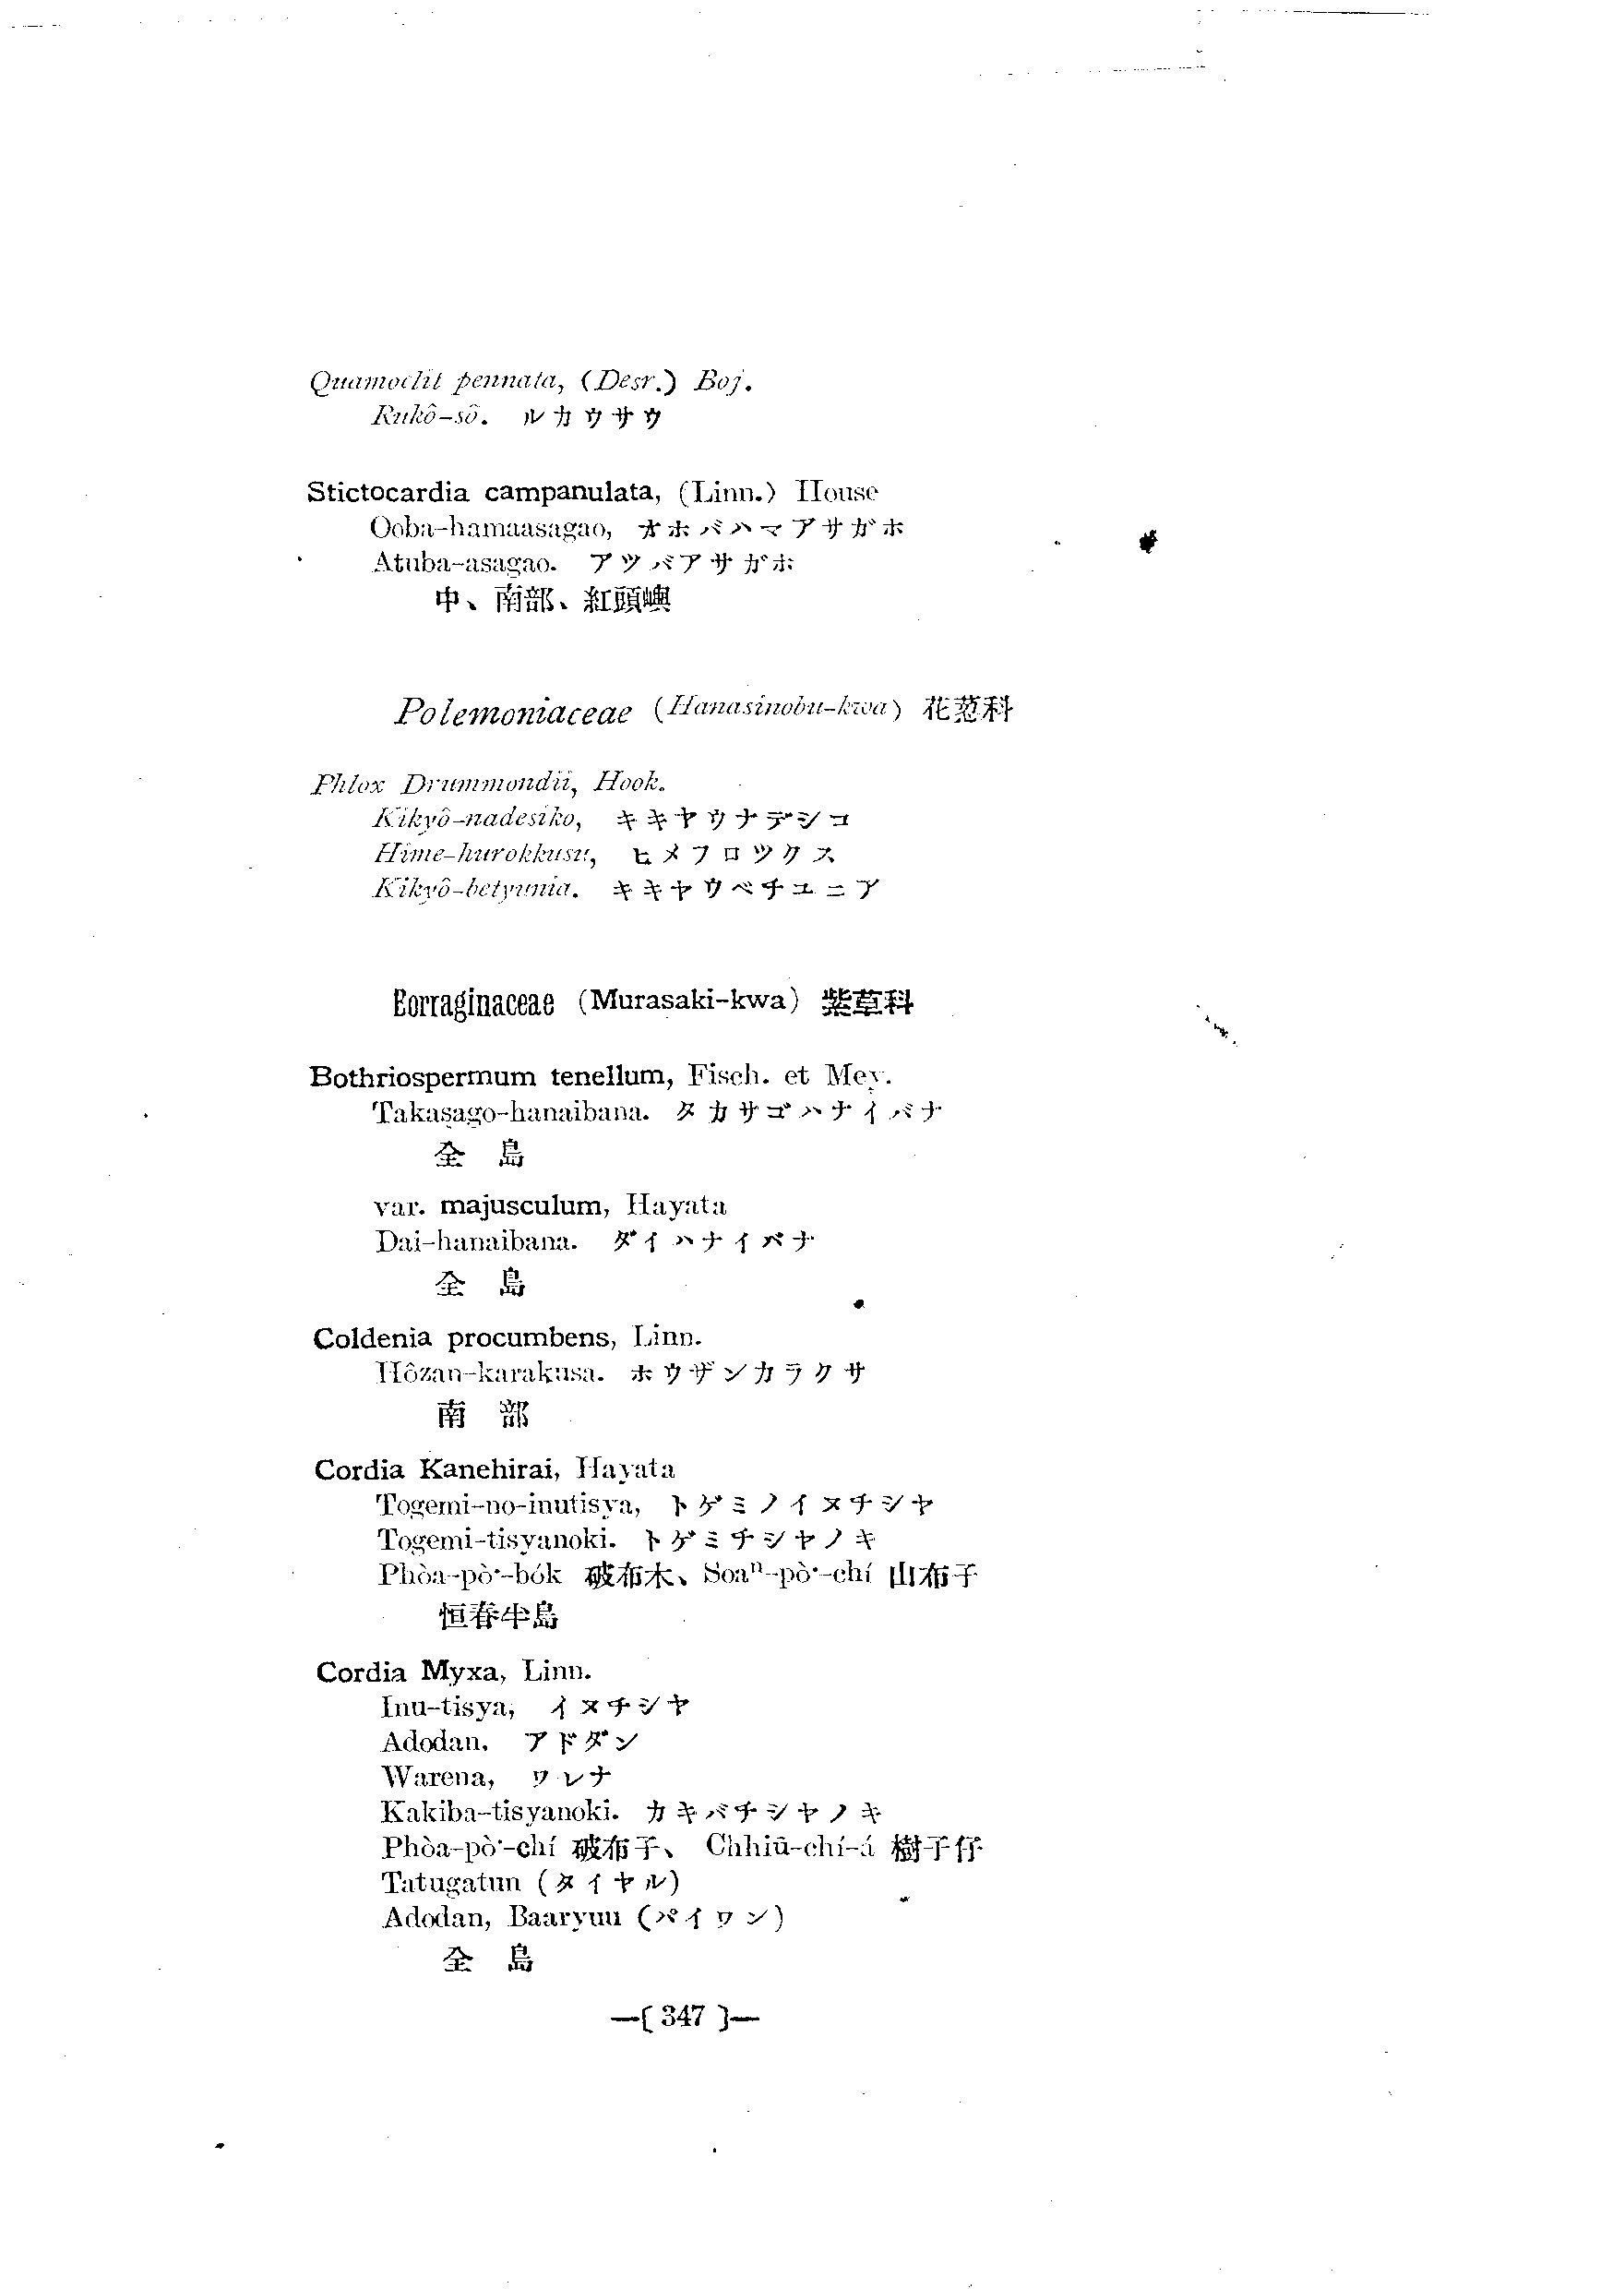 Quamoclit pennata, (Desr.) Boj.
Rukô-sô. ルカウサウ
Stictocardia campanulata, (Linn.) House
Ooba-hamaasagao, オホバハマアサガホ
Atuba-asagao. アツバアサガホ
中、南部、紅頭嶼
Polemoniaceae (Hanasinobu-kwa) 花葱科
Phlox Drummondii, Hook.
Kikyô-nadesiko, キキヤウナデシコ
Hime-hurokkusu, ヒメフロツクス
Kikyô-betyunia. キキヤウベチユニア
Borraginaceae (Murasaki-kwa) 紫草科
Bothriospermum tenellum, Fisch. et Mey.
Takasago-hanaibana. タカサゴハナイバナ
全 島
var. majusculum, Hayata
Dai-hanaibana. ダイハナイバナ
全 島
Coldenia procumbens, Linn.
Hôzan-karakusa. ホウザンカラクサ
南 部
Cordia Kanehirai, Hayata
Togemi-no-inutisya, トゲミノイヌチシヤ
Togemi-tisyanoki. トゲミチシヤノキ
Phòa-pò͘-bók 破布木、Soaⁿ-pò͘-chí 山布子
恒春半島
Cordia Myxa, Linn.
Inu-tisya, イヌチシヤ
Adodan. アドダン
Warena, ワレナ
Kakiba-tisyanoki. カキバチシヤノキ
Phòa-pò͘-chí 破布子、 Chhiū-chí-á 樹子仔
Tatugatun (タイヤル)
Adodan, Baaryuu (パイワン)
全 島
—[ 347 ]—